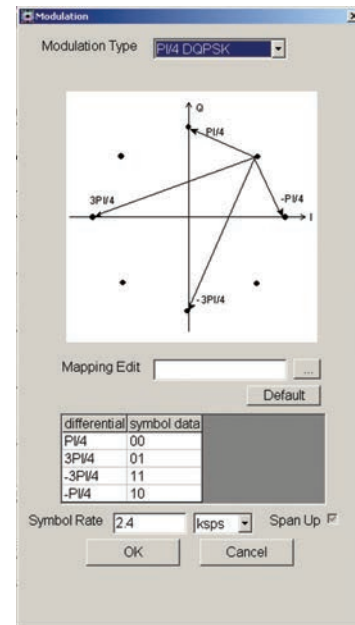 Modulation
Modulation Type PI/4 DQPSK
Q
PI/4
3PI/4
-PI/4
I
-3PI/4
Mapping Edit
...
Default
differential symbol data
PI/4 00
3PI/4 01
-3PI/4 11
-PI/4 10
Symbol Rate 2.4 ksps Span Up
OK Cancel